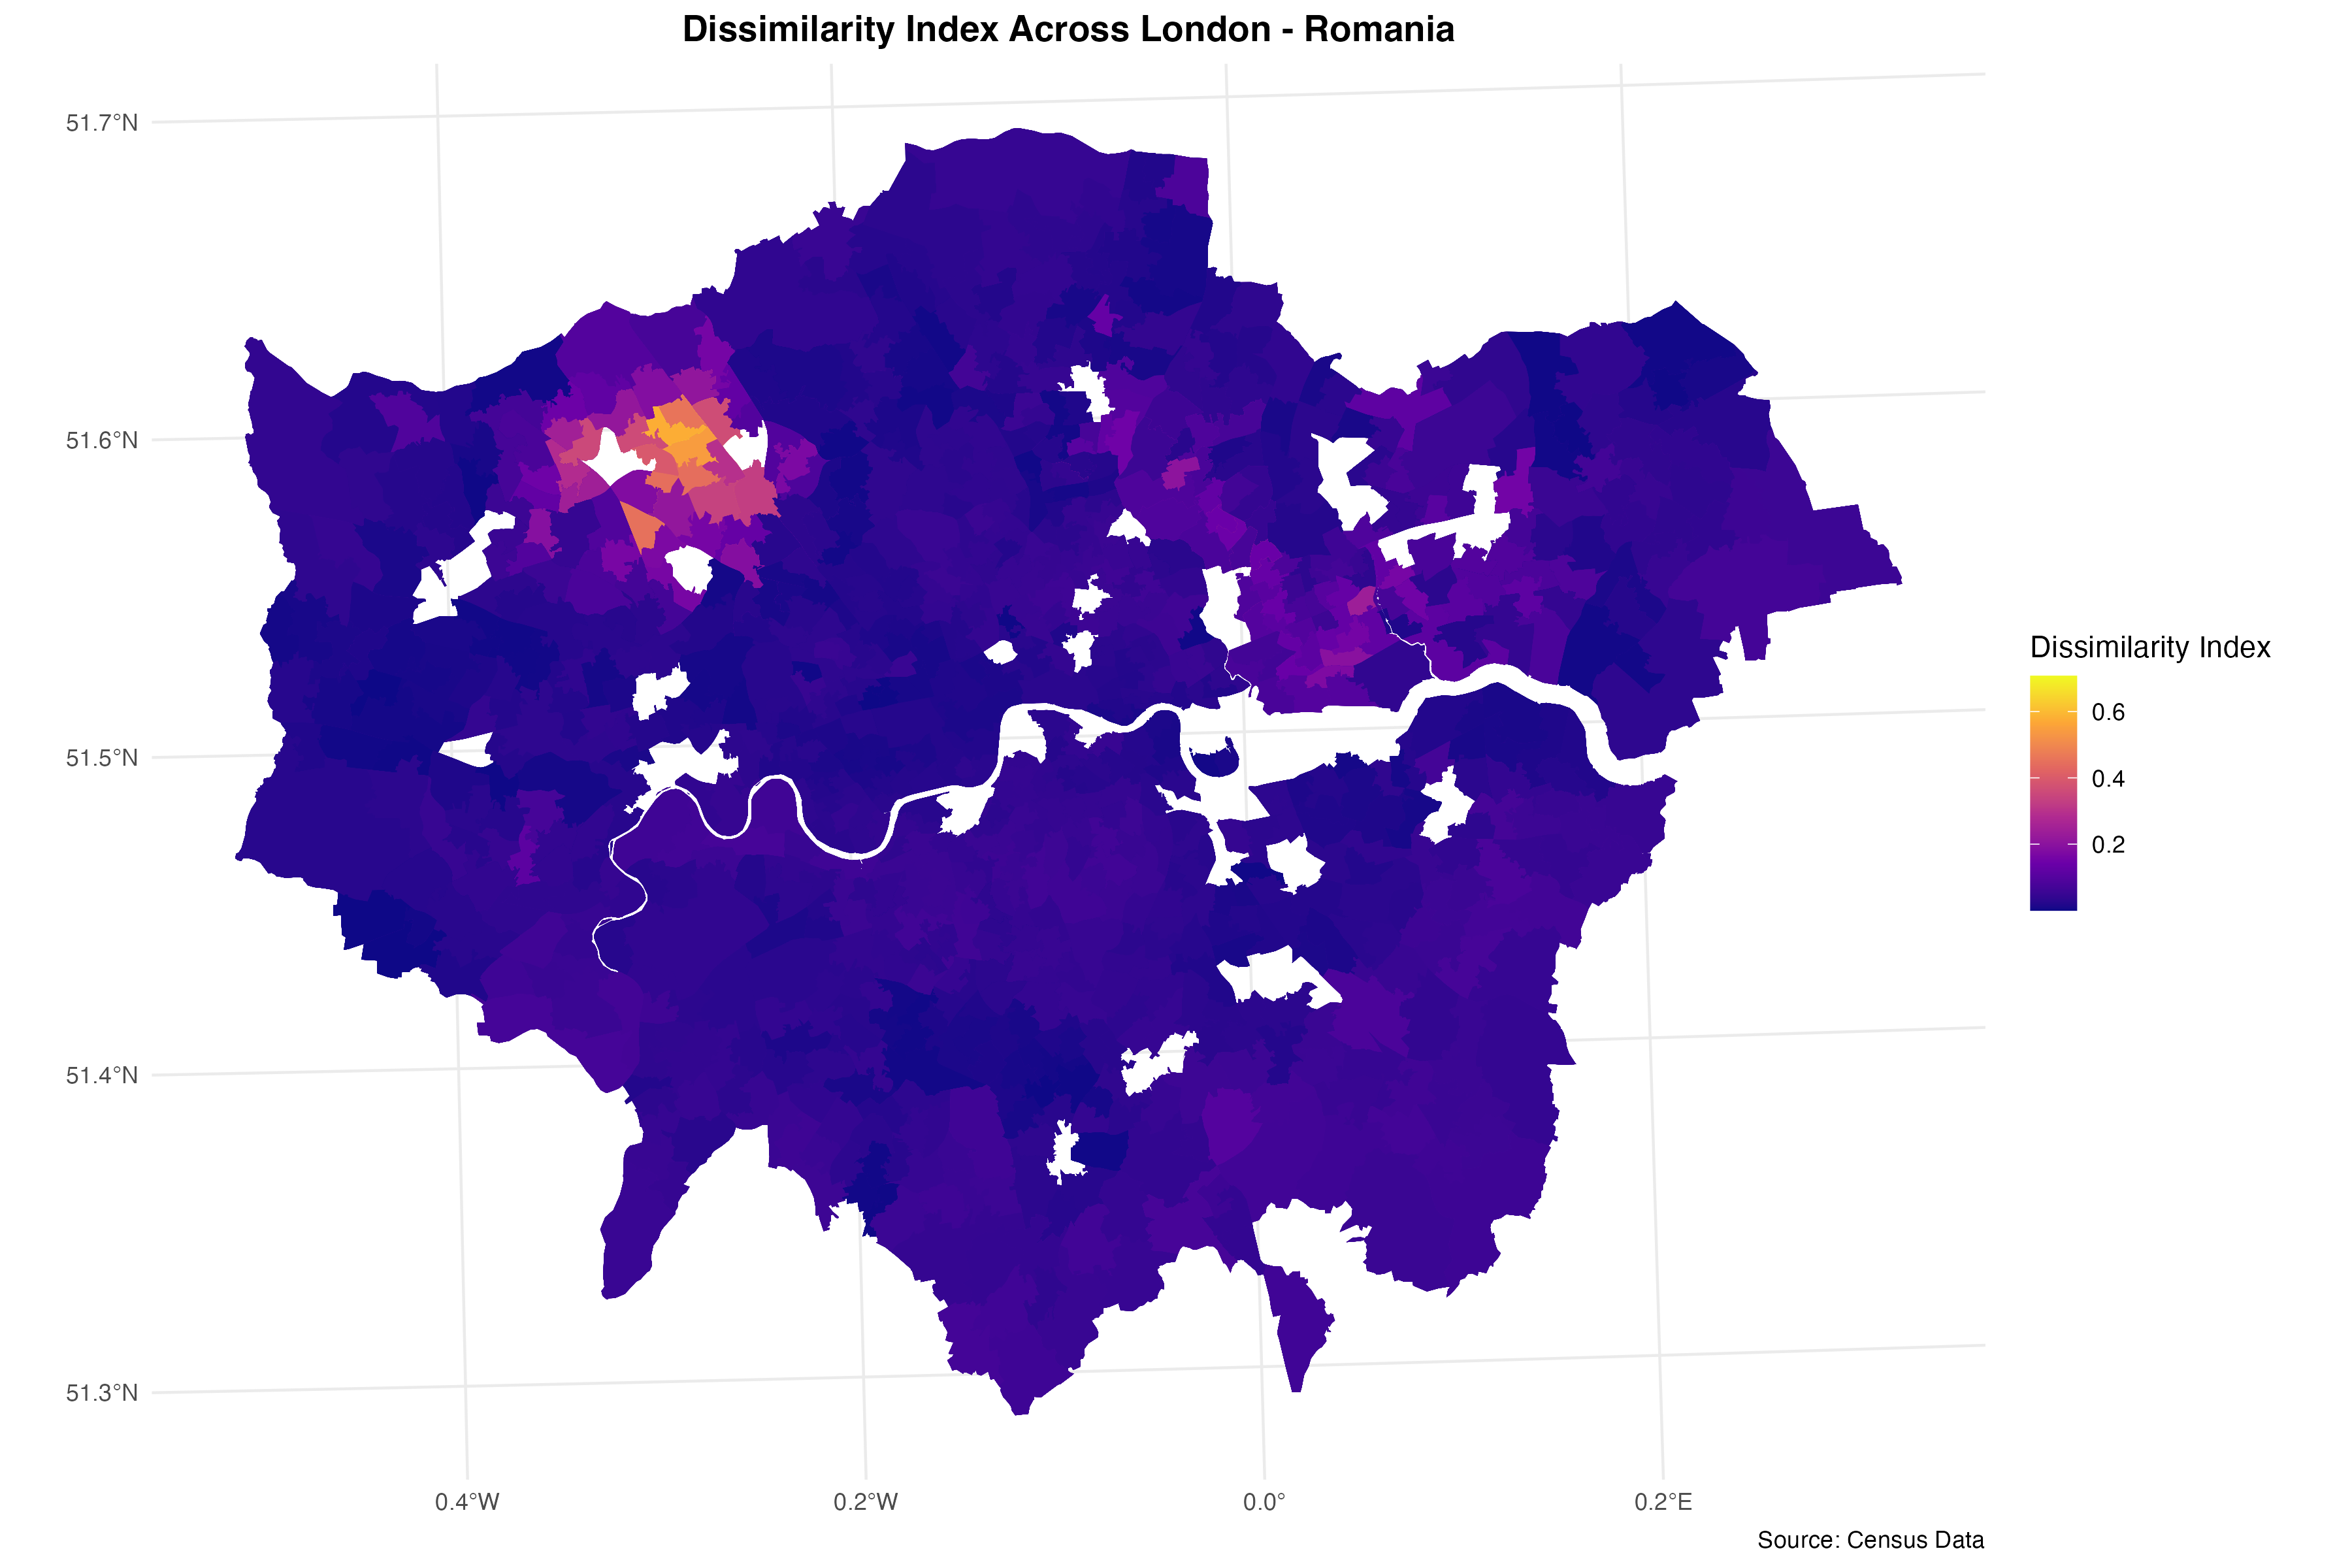 Dissimilarity Index Across London - Romania
51.7°N
51.6°N
51.5°N
51.4°N
51.3°N
0.4°W
0.2°W
0.0°
0.2°E
Dissimilarity Index
0.6
0.4
0.2
Source: Census Data